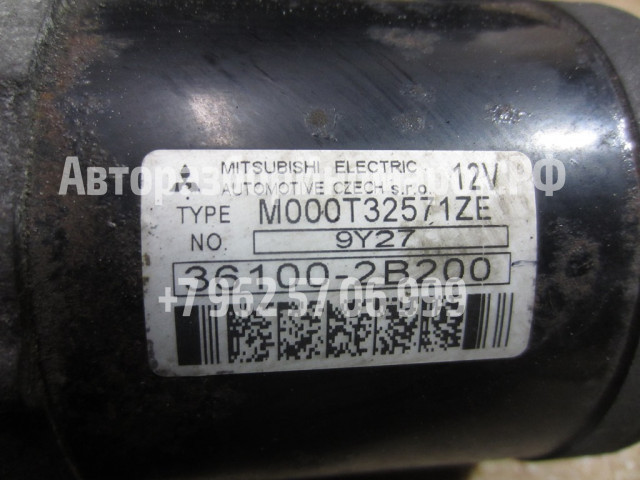 MITSUBISHI ELECTRIC
AUTOMOTIVE CZECH s.r.o.
12V
TYPE M000T32571ZE
NO. 9Y27
36100-2B200
+7 962 57 06 999